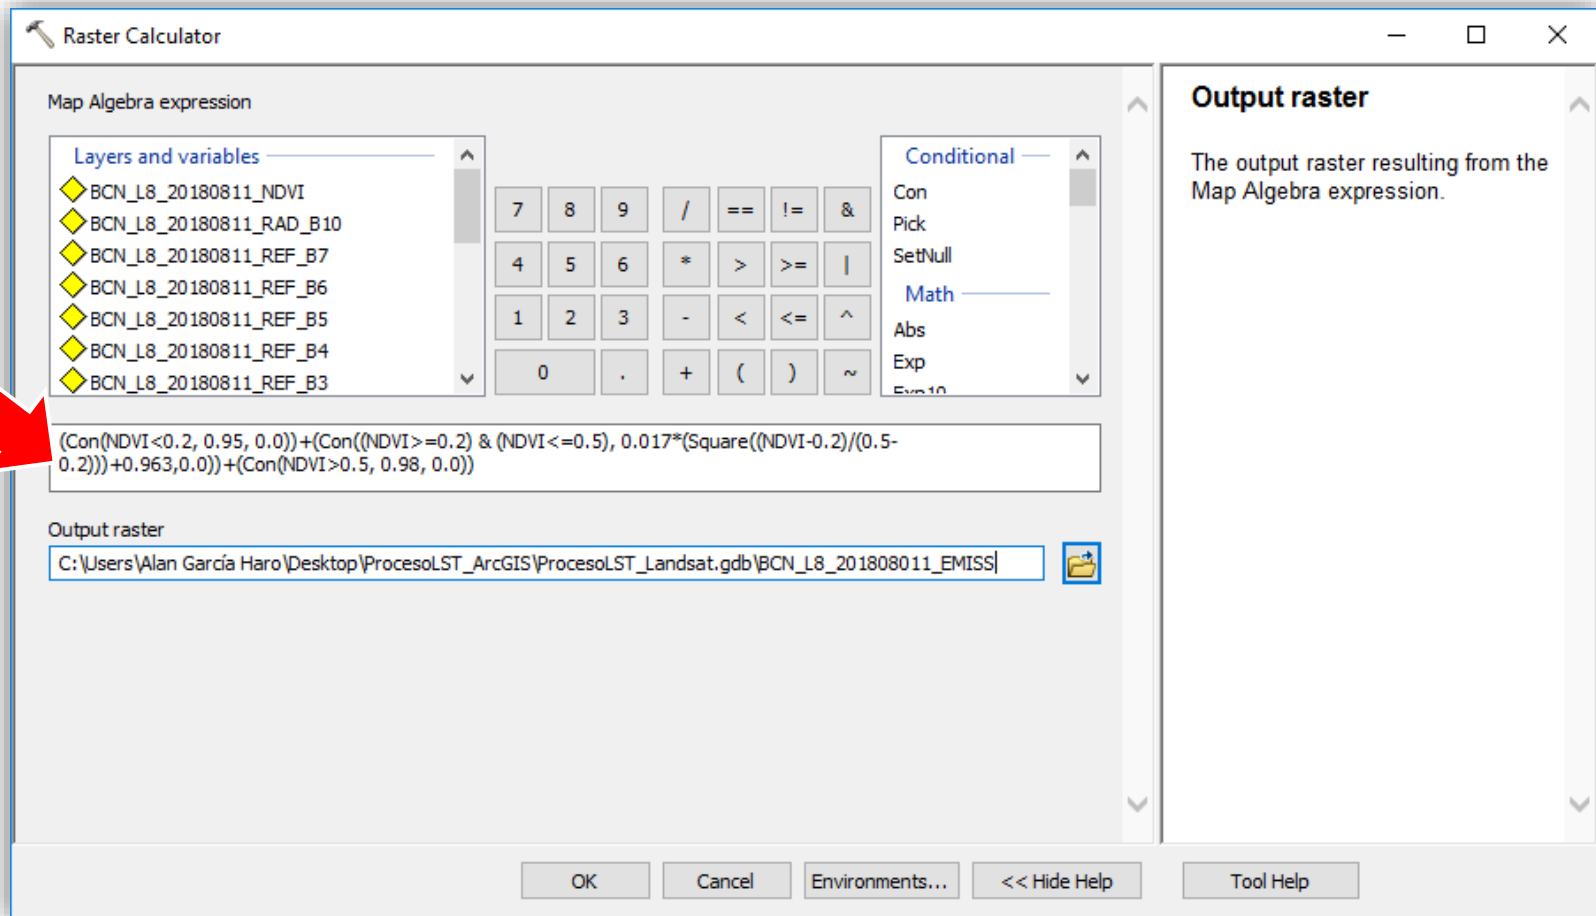 Raster Calculator
Map Algebra expression
Layers and variables
BCN_L8_20180811_NDVI
BCN_L8_20180811_RAD_B10
BCN_L8_20180811_REF_B7
BCN_L8_20180811_REF_B6
BCN_L8_20180811_REF_B5
BCN_L8_20180811_REF_B4
BCN_L8_20180811_REF_B3
7 8 9 / == != &
4 5 6 * > >= |
1 2 3 - < <= ^
0 . + ( ) ~
Conditional
Con
Pick
SetNull
Math
Abs
Exp
Exp10
(Con(NDVI<0.2, 0.95, 0.0))+(Con((NDVI>=0.2) & (NDVI<=0.5), 0.017*(Square((NDVI-0.2)/(0.5-
0.2)))+0.963,0.0))+(Con(NDVI>0.5, 0.98, 0.0))
Output raster
C:\Users\Alan García Haro\Desktop\ProcesoLST_ArcGIS\ProcesoLST_Landsat.gdb\BCN_L8_201808011_EMISS
Output raster
The output raster resulting from the
Map Algebra expression.
OK
Cancel
Environments...
<< Hide Help
Tool Help